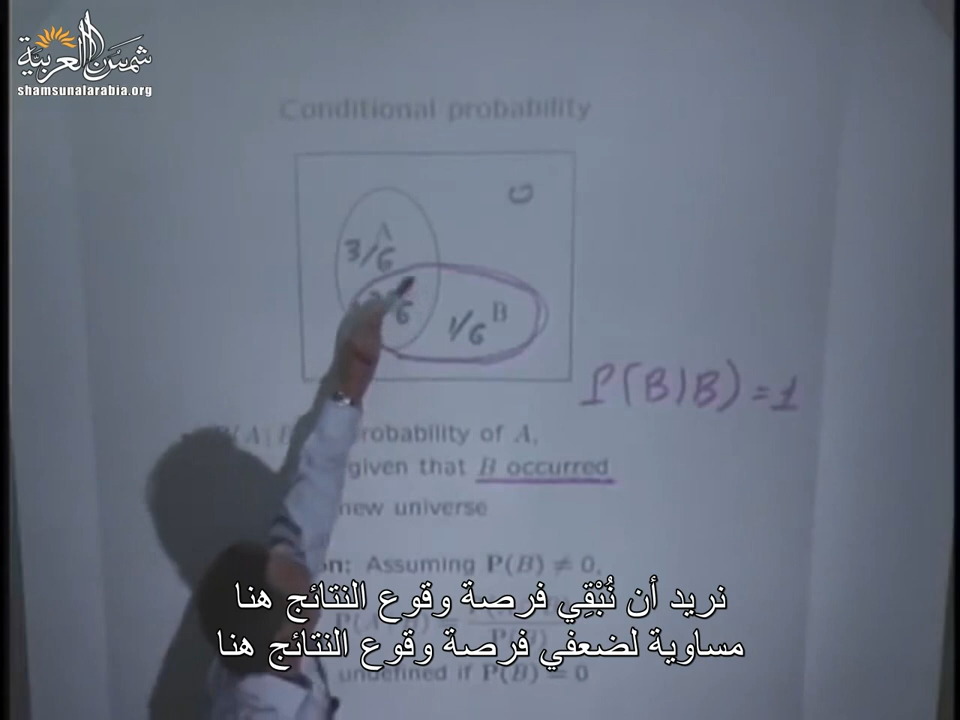 شمس العربية
shamsunalarabia.org
Conditional probability
A
3/6
/6
1/6 B
P(B|B)=1
probability of A,
given that B occurred
new universe
Assuming P(B) ≠ 0,
نريد أن نُبْقِي فرصة وقوع النتائج هنا
مساوية لضعفي فرصة وقوع النتائج هنا
undefined if P(B) = 0